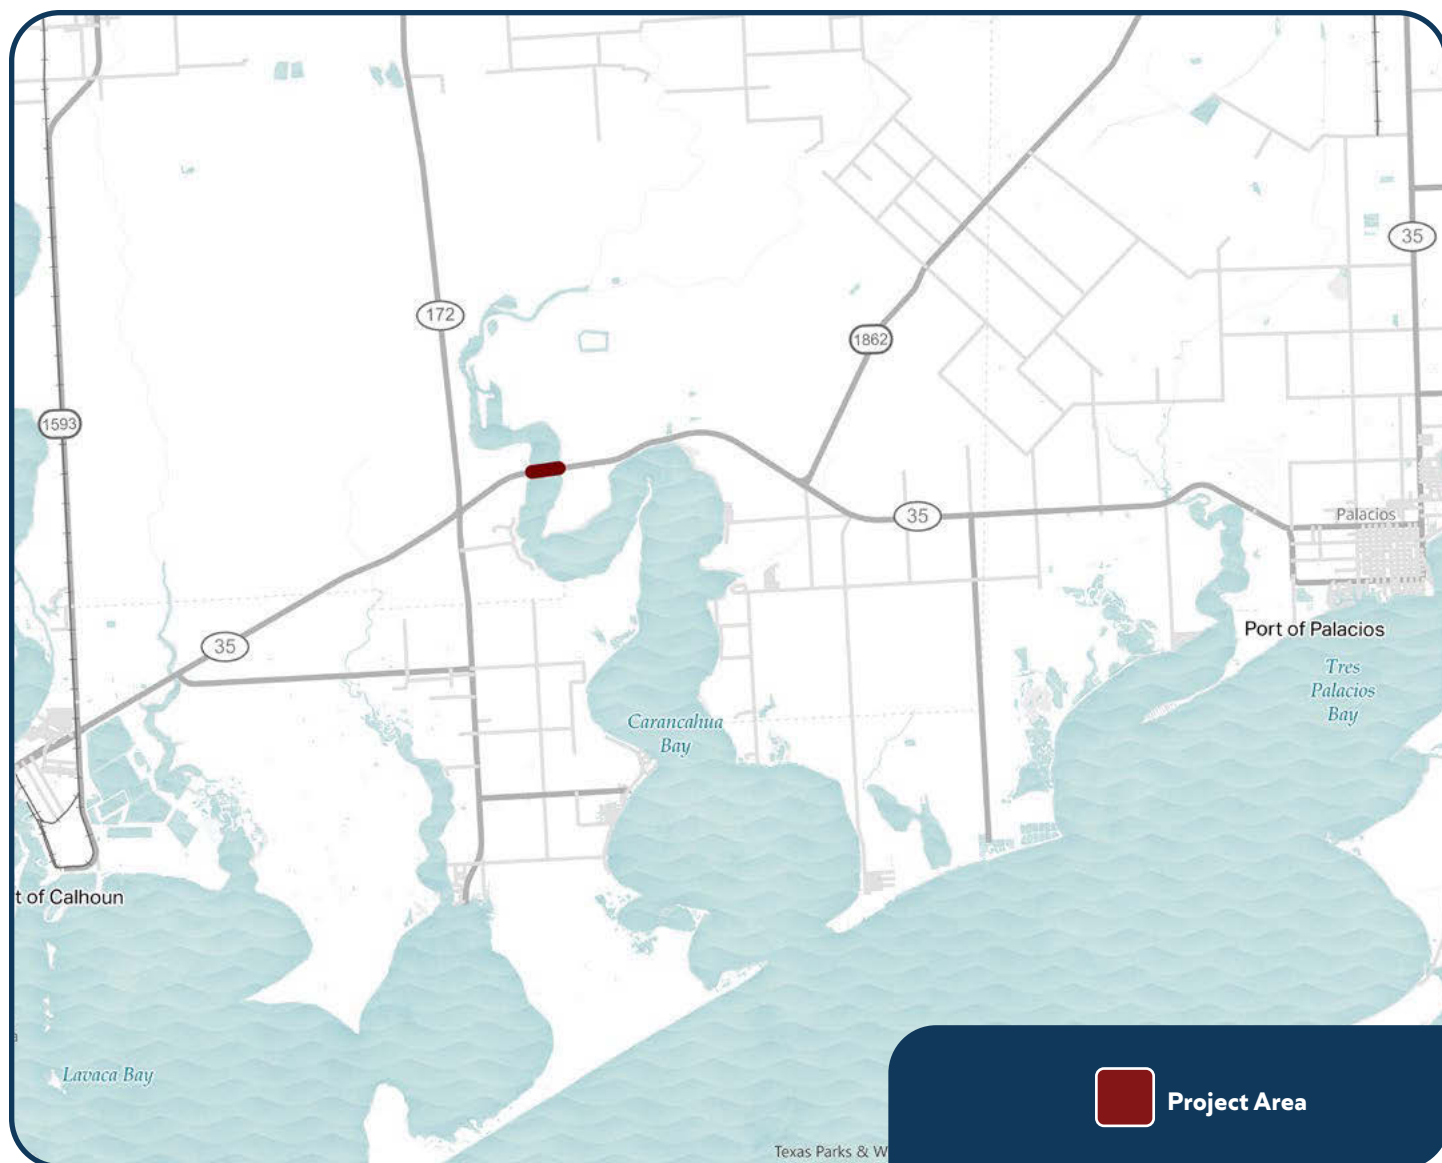 172
35
1862
1593
35
Palacios
Port of Palacios
35
Tres
Palacios
Bay
Carancahua
Bay
t of Calhoun
Lavaca Bay
Project Area
Texas Parks & W